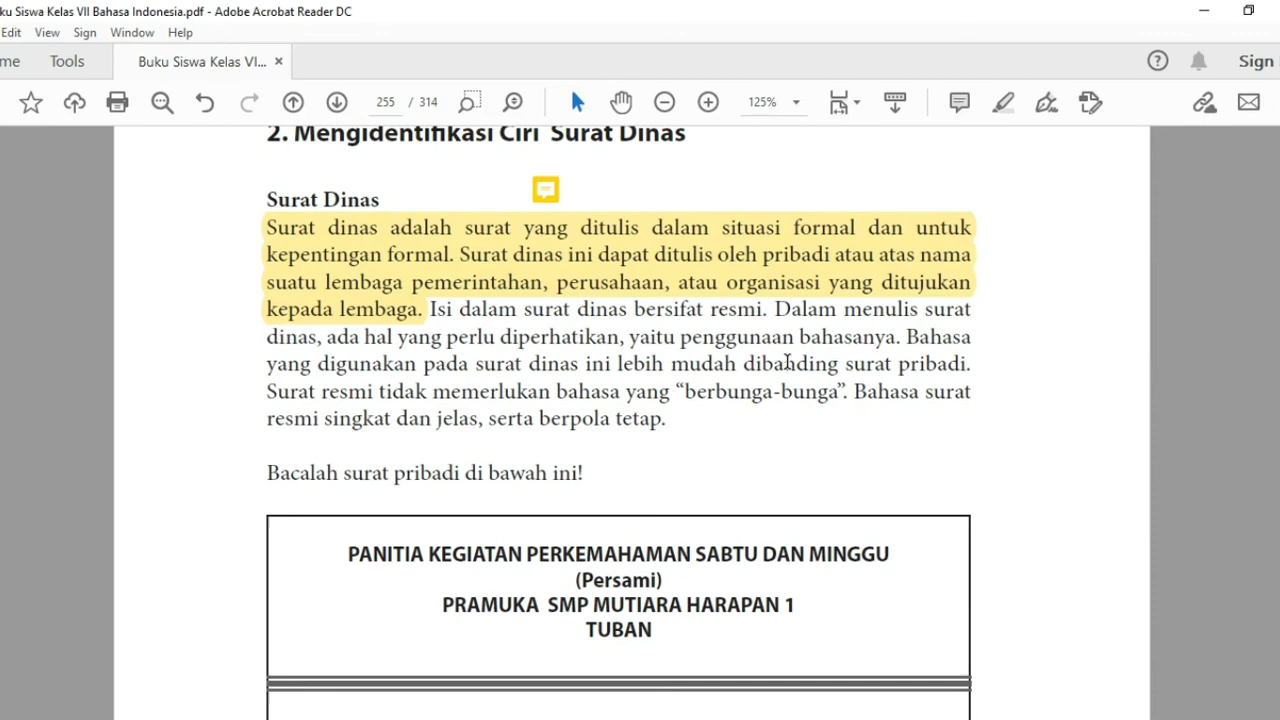 ku Siswa Kelas VII Bahasa Indonesia.pdf - Adobe Acrobat Reader DC
Edit View Sign Window Help
me Tools Buku Siswa Kelas VI... × Sign
255 / 314 125%
2. Mengidentifikasi Ciri Surat Dinas
Surat Dinas
Surat dinas adalah surat yang ditulis dalam situasi formal dan untuk
kepentingan formal. Surat dinas ini dapat ditulis oleh pribadi atau atas nama
suatu lembaga pemerintahan, perusahaan, atau organisasi yang ditujukan
kepada lembaga. Isi dalam surat dinas bersifat resmi. Dalam menulis surat
dinas, ada hal yang perlu diperhatikan, yaitu penggunaan bahasanya. Bahasa
yang digunakan pada surat dinas ini lebih mudah dibanding surat pribadi.
Surat resmi tidak memerlukan bahasa yang “berbunga-bunga”. Bahasa surat
resmi singkat dan jelas, serta berpola tetap.
Bacalah surat pribadi di bawah ini!
PANITIA KEGIATAN PERKEMAHAMAN SABTU DAN MINGGU
(Persami)
PRAMUKA SMP MUTIARA HARAPAN 1
TUBAN